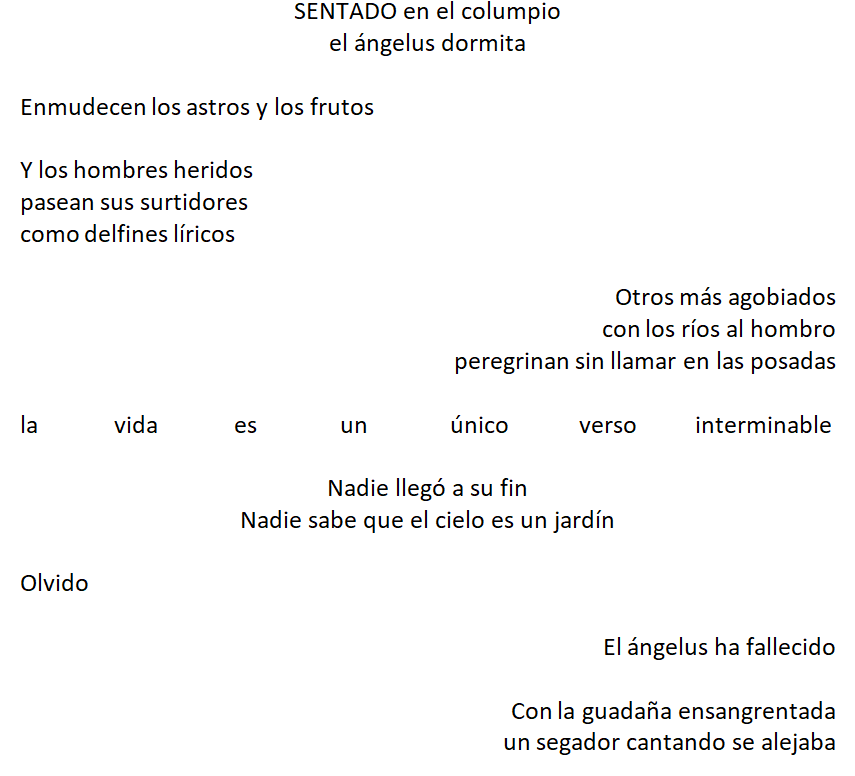 SENTADO en el columpio
el ángelus dormita
Enmudecen los astros y los frutos
Y los hombres heridos
pasean sus surtidores
como delfines líricos
Otros más agobiados
con los ríos al hombro
peregrinan sin llamar en las posadas
la vida es un único verso interminable
Nadie llegó a su fin
Nadie sabe que el cielo es un jardín
Olvido
El ángelus ha fallecido
Con la guadaña ensangrentada
un segador cantando se alejaba